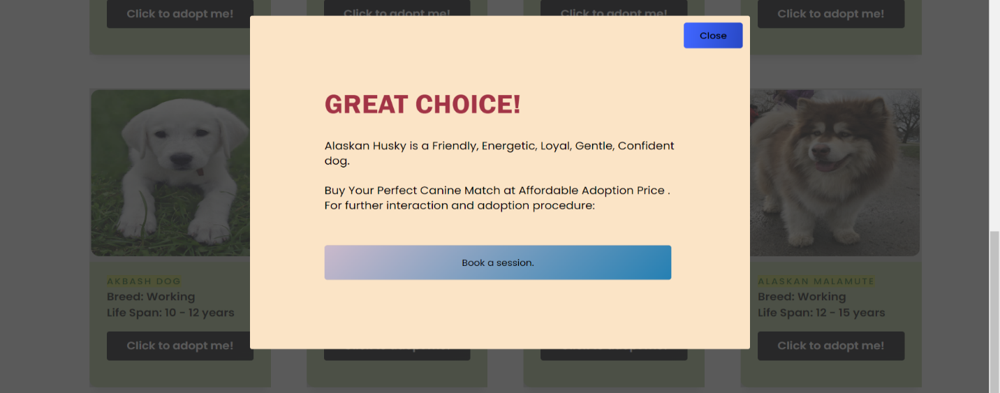 Click to adopt me!
Click to adopt me!
Click to adopt me!
Click to adopt me!
Close
GREAT CHOICE!
Alaskan Husky is a Friendly, Energetic, Loyal, Gentle, Confident
dog.
Buy Your Perfect Canine Match at Affordable Adoption Price .
For further interaction and adoption procedure:
Book a session.
AKBASH DOG
Breed: Working
Life Span: 10 - 12 years
Click to adopt me!
ALASKAN MALAMUTE
Breed: Working
Life Span: 12 - 15 years
Click to adopt me!